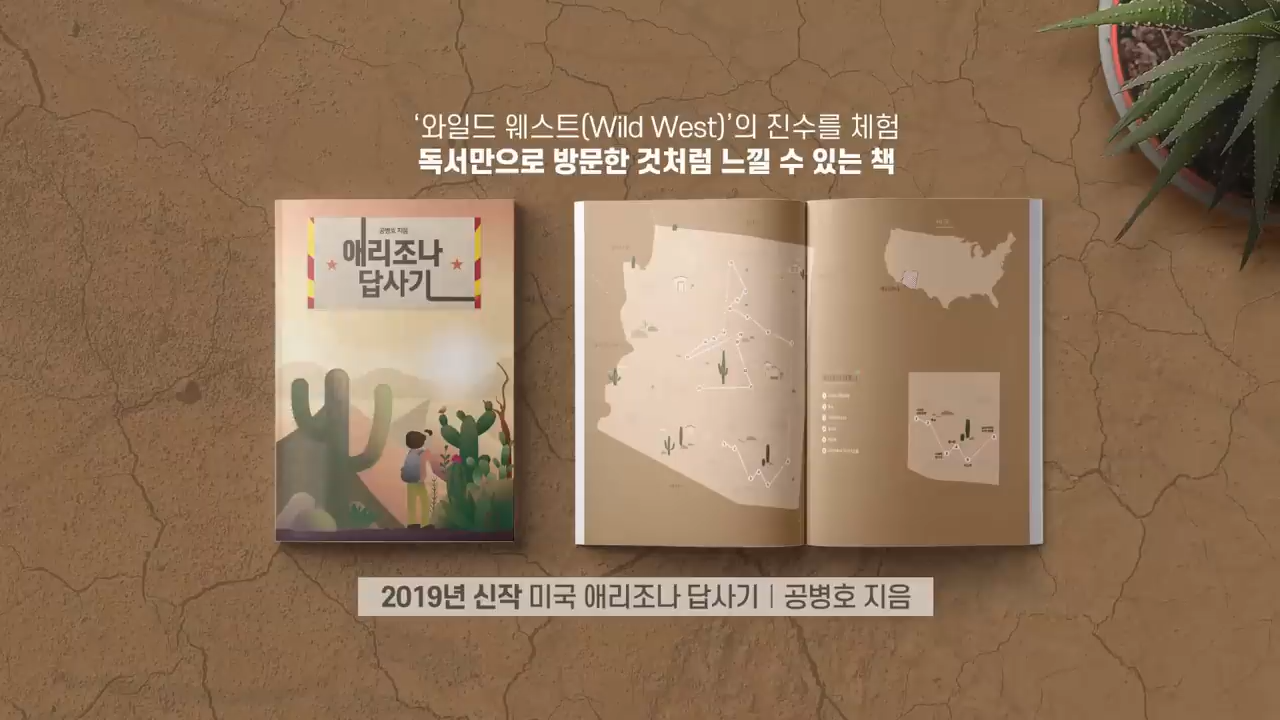 ‘와일드 웨스트(Wild West)’의 진수를 체험
독서만으로 방문한 것처럼 느낄 수 있는 책
공병호 지음
애리조나
답사기
2019년 신작 미국 애리조나 답사기 | 공병호 지음